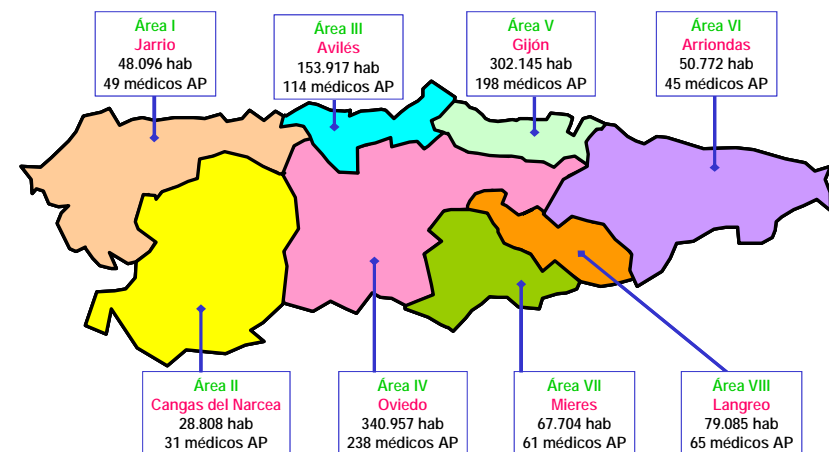 Área I
Jarrio
48.096 hab
49 médicos AP
Área III
Avilés
153.917 hab
114 médicos AP
Área V
Gijón
302.145 hab
198 médicos AP
Área VI
Arriondas
50.772 hab
45 médicos AP
Área II
Cangas del Narcea
28.808 hab
31 médicos AP
Área IV
Oviedo
340.957 hab
238 médicos AP
Área VII
Mieres
67.704 hab
61 médicos AP
Área VIII
Langreo
79.085 hab
65 médicos AP